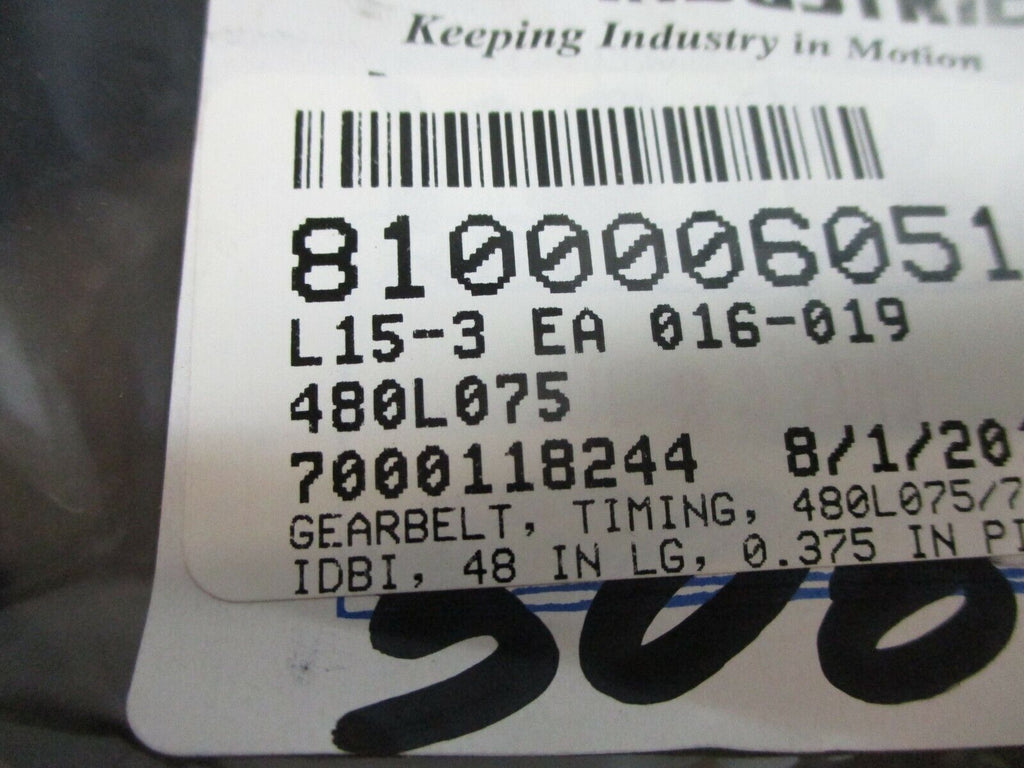 Keeping Industry in Motion
8100006051
L15-3 EA 016-019
480L075
7000118244 8/1/20
GEARBELT, TIMING, 480L075/7
IDBI, 48 IN LG, 0.375 IN PI